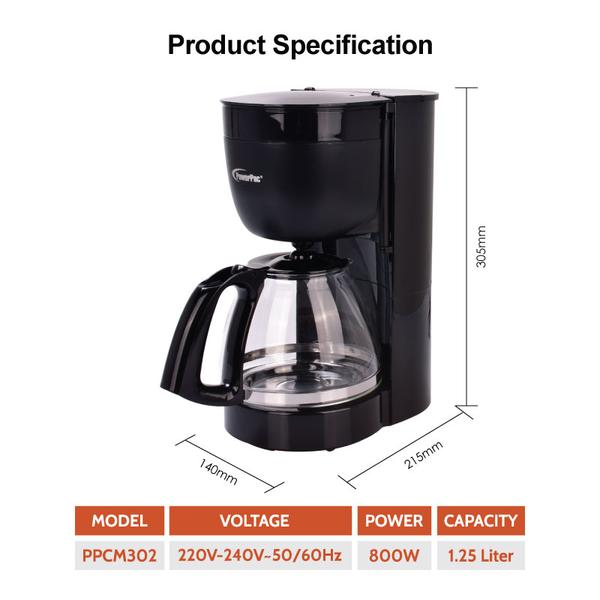 Product Specification
PowerPac®
305mm
140mm
215mm
MODEL VOLTAGE POWER CAPACITY
PPCM302 220V-240V~50/60Hz 800W 1.25 Liter